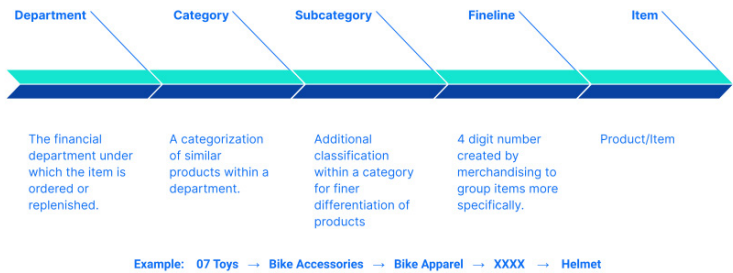 Department
Category
Subcategory
Fineline
Item
The financial
department under
which the item is
ordered or
replenished.
A categorization
of similar
products within a
department.
Additional
classification
within a category
for finer
differentiation of
products
4 digit number
created by
merchandising to
group items more
specifically.
Product/Item
Example: 07 Toys → Bike Accessories → Bike Apparel → XXXX → Helmet